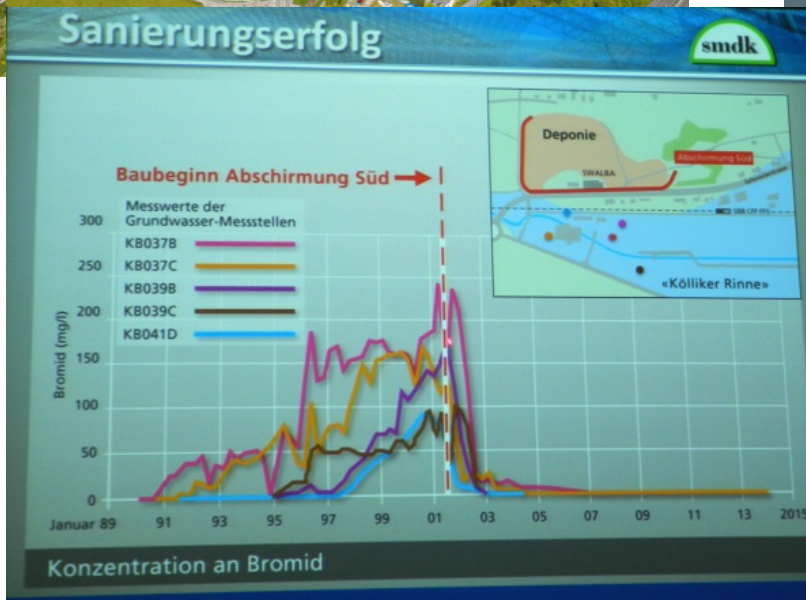 Sanierungserfolg
smdk
Deponie
Abschirmung Süd
SWALBA
«Kölliker Rinne»
Baubeginn Abschirmung Süd
Messwerte der
Grundwasser-Messstellen
KB037B
KB037C
KB039B
KB039C
KB041D
Bromid (mg/l)
300
250
200
150
100
50
0
Januar 89
91
93
95
97
99
01
03
05
07
09
11
13
2015
Konzentration an Bromid